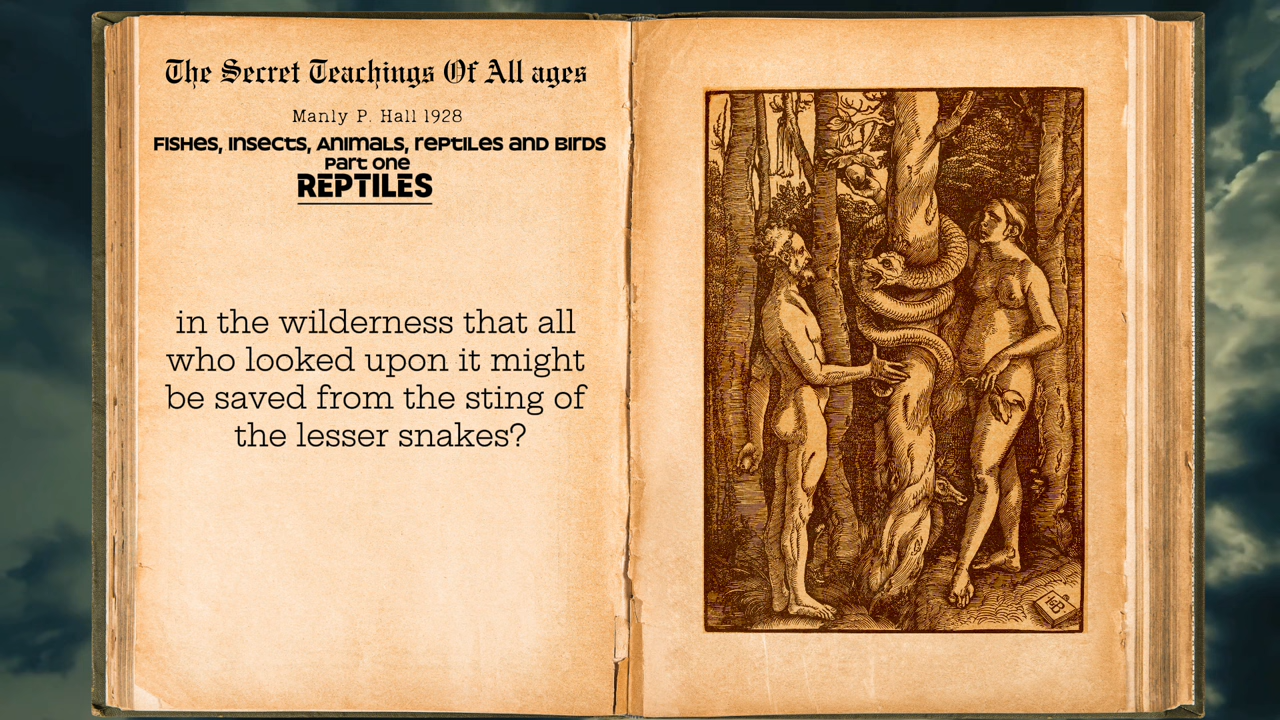 The Secret Teachings Of All ages
Manly P. Hall 1928
FISHES, INSECTS, ANIMALS, REPTILES AND BIRDS
PART ONE
REPTILES
in the wilderness that all
who looked upon it might
be saved from the sting of
the lesser snakes?